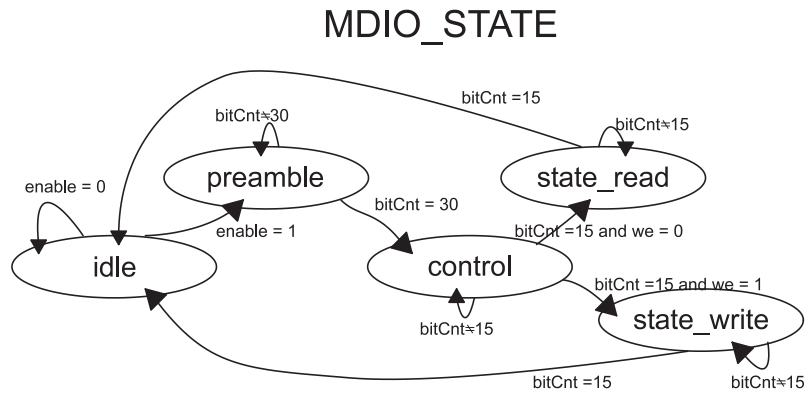 MDIO_STATE
bitCnt =15
bitCnt≠30
bitCnt≠15
preamble
state_read
enable = 0
bitCnt = 30
enable = 1
bitCnt =15 and we = 0
idle
control
bitCnt =15 and we = 1
bitCnt≠15
state_write
bitCnt =15
bitCnt≠15